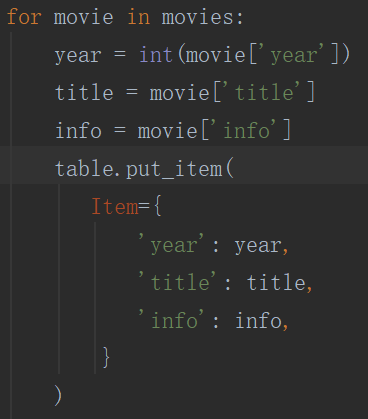 for movie in movies:
    year = int(movie['year'])
    title = movie['title']
    info = movie['info']
    table.put_item(
       Item={
           'year': year,
           'title': title,
           'info': info,
        }
    )